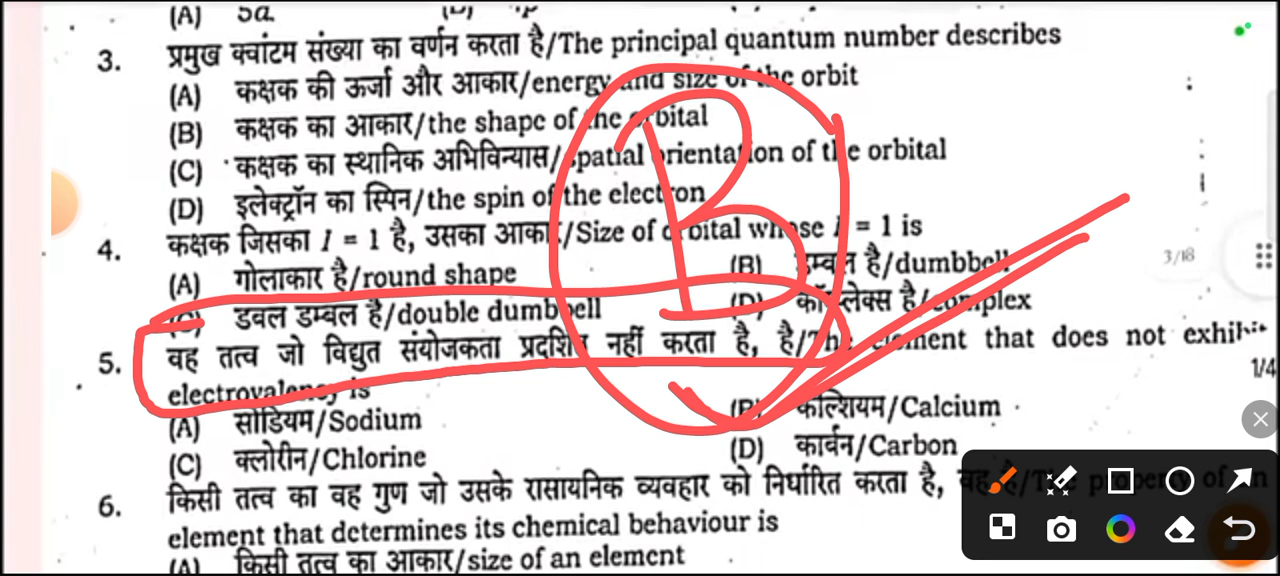 (A) 5d
3. प्रमुख क्वांटम संख्या का वर्णन करता है/The principal quantum number describes
(A) कक्षक की ऊर्जा और आकार/energy and size of the orbit
(B) कक्षक का आकार/the shape of the orbital
(C) कक्षक का स्थानिक अभिविन्यास/spatial orientation of the orbital
(D) इलेक्ट्रॉन का स्पिन/the spin of the electron
4. कक्षक जिसका l = 1 है, उसका आकार/Size of orbital whose l = 1 is
(A) गोलाकार है/round shape (B) डम्बल है/dumbbell
(C) डवल डम्बल है/double dumbbell (D) कॉम्प्लेक्स है/complex
B
3/18
5. वह तत्व जो विद्युत संयोजकता प्रदर्शित नहीं करता है, है/The element that does not exhibit
electrovalency is
1/4
(A) सोडियम/Sodium (B) कल्शियम/Calcium
(C) क्लोरीन/Chlorine (D) कार्वन/Carbon
6. किसी तत्व का वह गुण जो उसके रासायनिक व्यवहार को निर्धारित करता है, वह है/The property of an
element that determines its chemical behaviour is
(A) किसी तत्व का आकार/size of an element